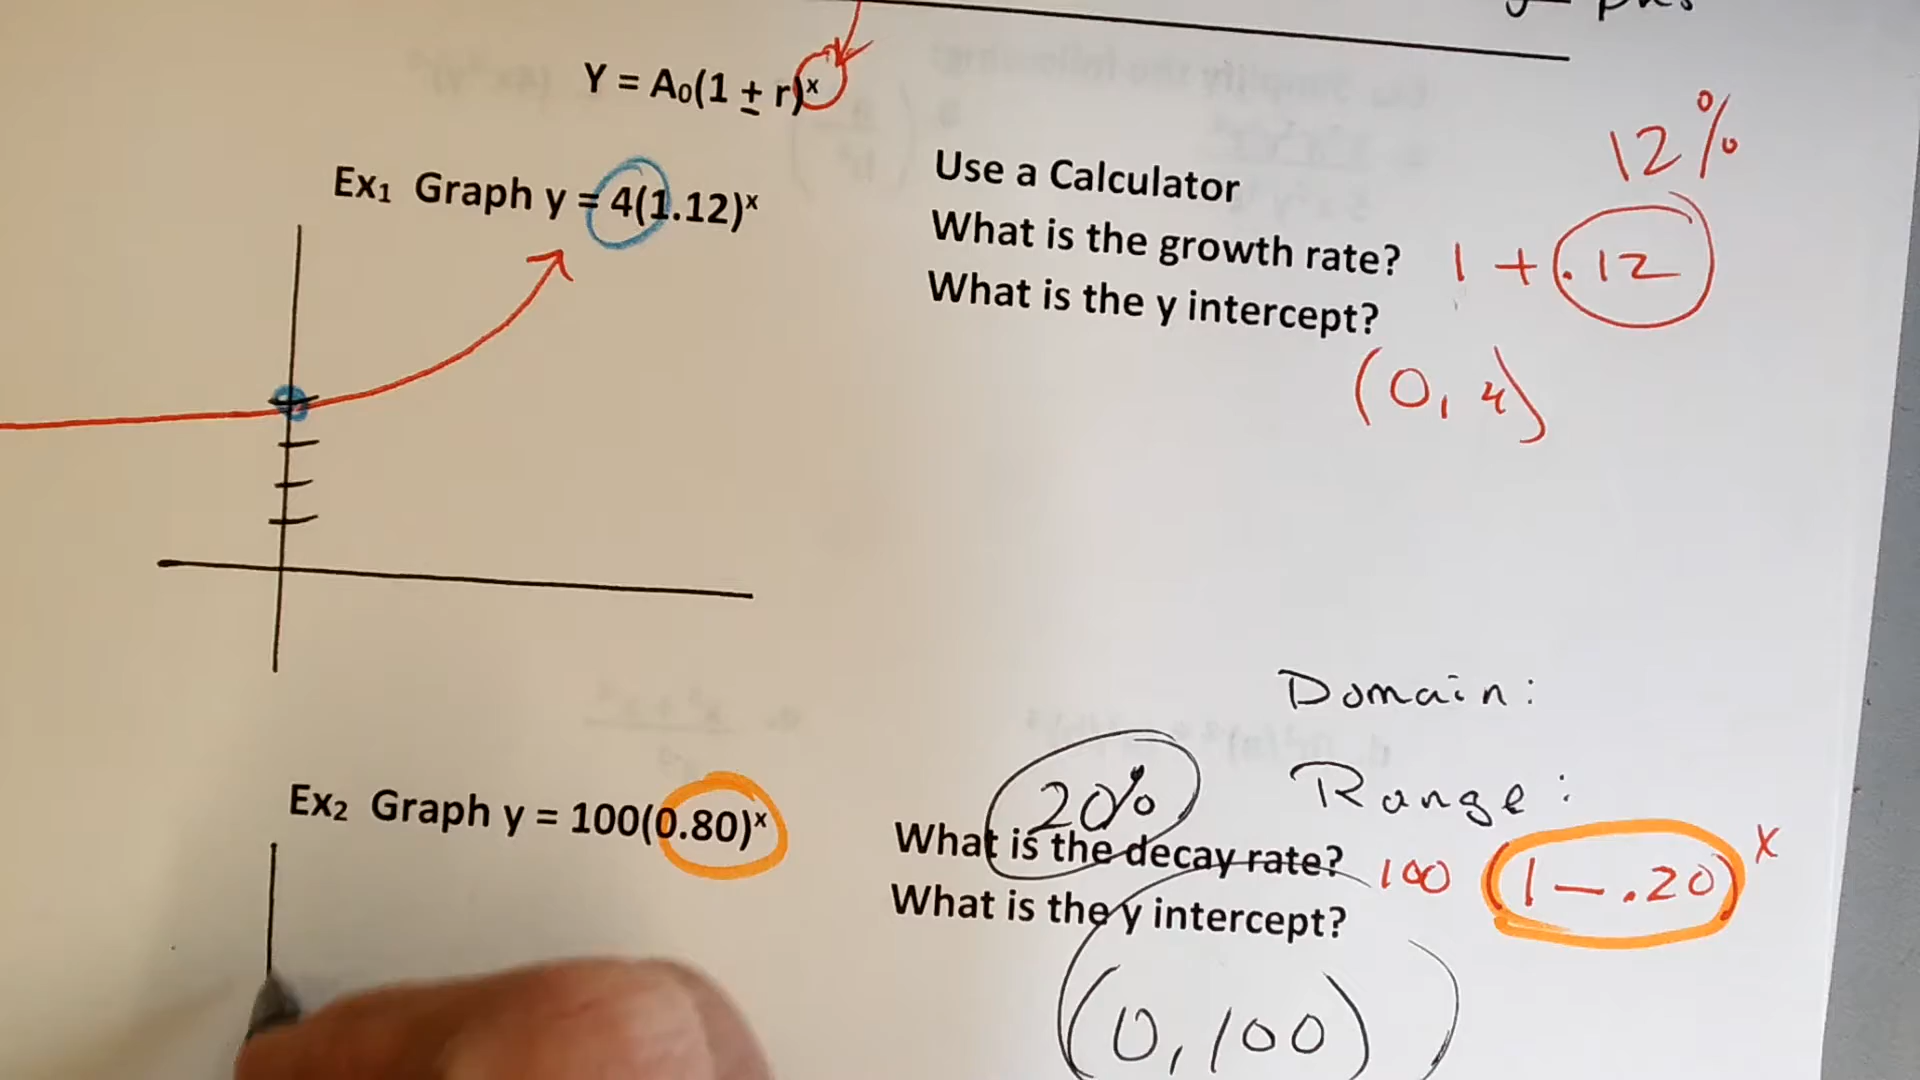 Y = A₀(1 ± r)ˣ
12%
Ex₁ Graph y = 4(1.12)ˣ
Use a Calculator
What is the growth rate? 1 + .12
What is the y intercept?
(0, 4)
Domain:
Range:
20%
Ex₂ Graph y = 100(0.80)ˣ
What is the decay rate? 100 (1 - .20)ˣ
What is the y intercept?
(0, 100)